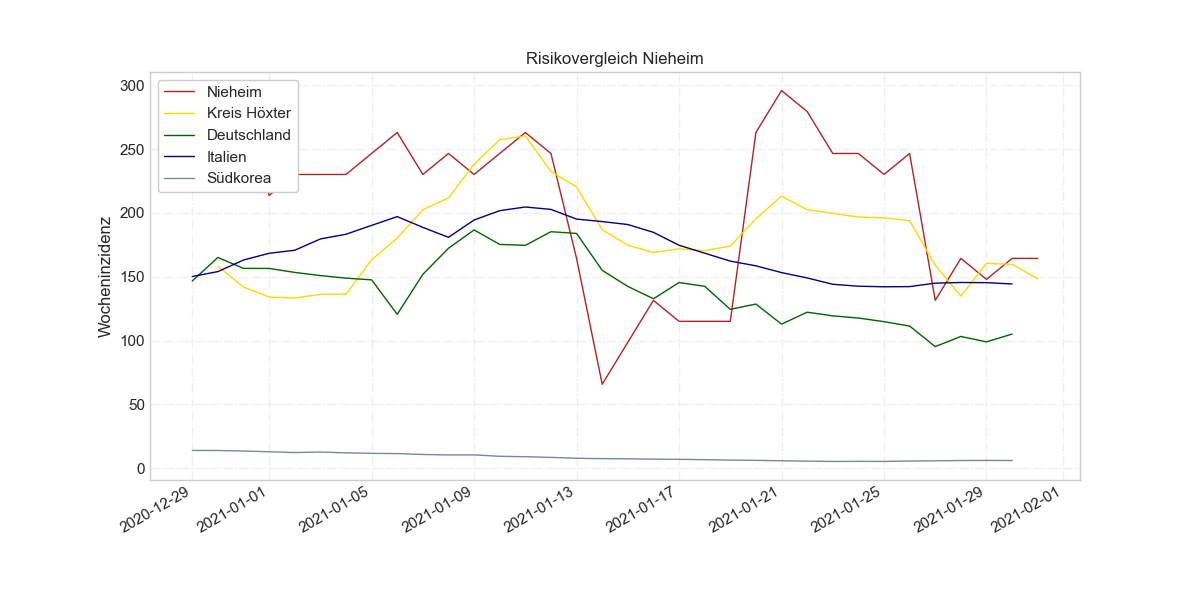 Risikovergleich Nieheim
Wocheninzidenz
300
250
200
150
100
50
0
Nieheim
Kreis Höxter
Deutschland
Italien
Südkorea
2020-12-29
2021-01-01
2021-01-05
2021-01-09
2021-01-13
2021-01-17
2021-01-21
2021-01-25
2021-01-29
2021-02-01